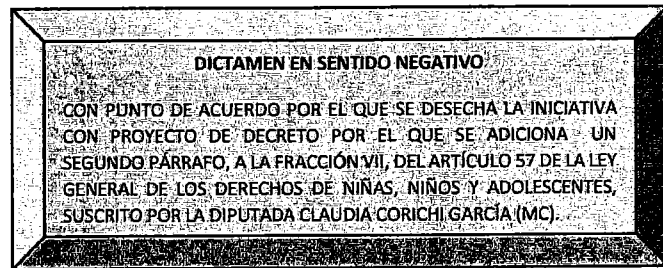 DICTAMEN EN SENTIDO NEGATIVO
CON PUNTO DE ACUERDO POR EL QUE SE DESECHA LA INICIATIVA
CON PROYECTO DE DECRETO POR EL QUE SE ADICIONA UN
SEGUNDO PÁRRAFO, A LA FRACCIÓN VII, DEL ARTÍCULO 57 DE LA LEY
GENERAL DE LOS DERECHOS DE NIÑAS, NIÑOS Y ADOLESCENTES,
SUSCRITO POR LA DIPUTADA CLAUDIA CORICHI GARCÍA (MC).